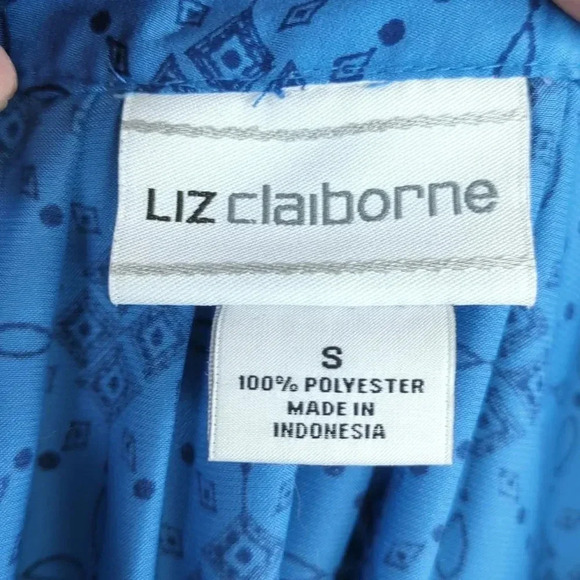 LIZ claiborne
S
100% POLYESTER
MADE IN
INDONESIA